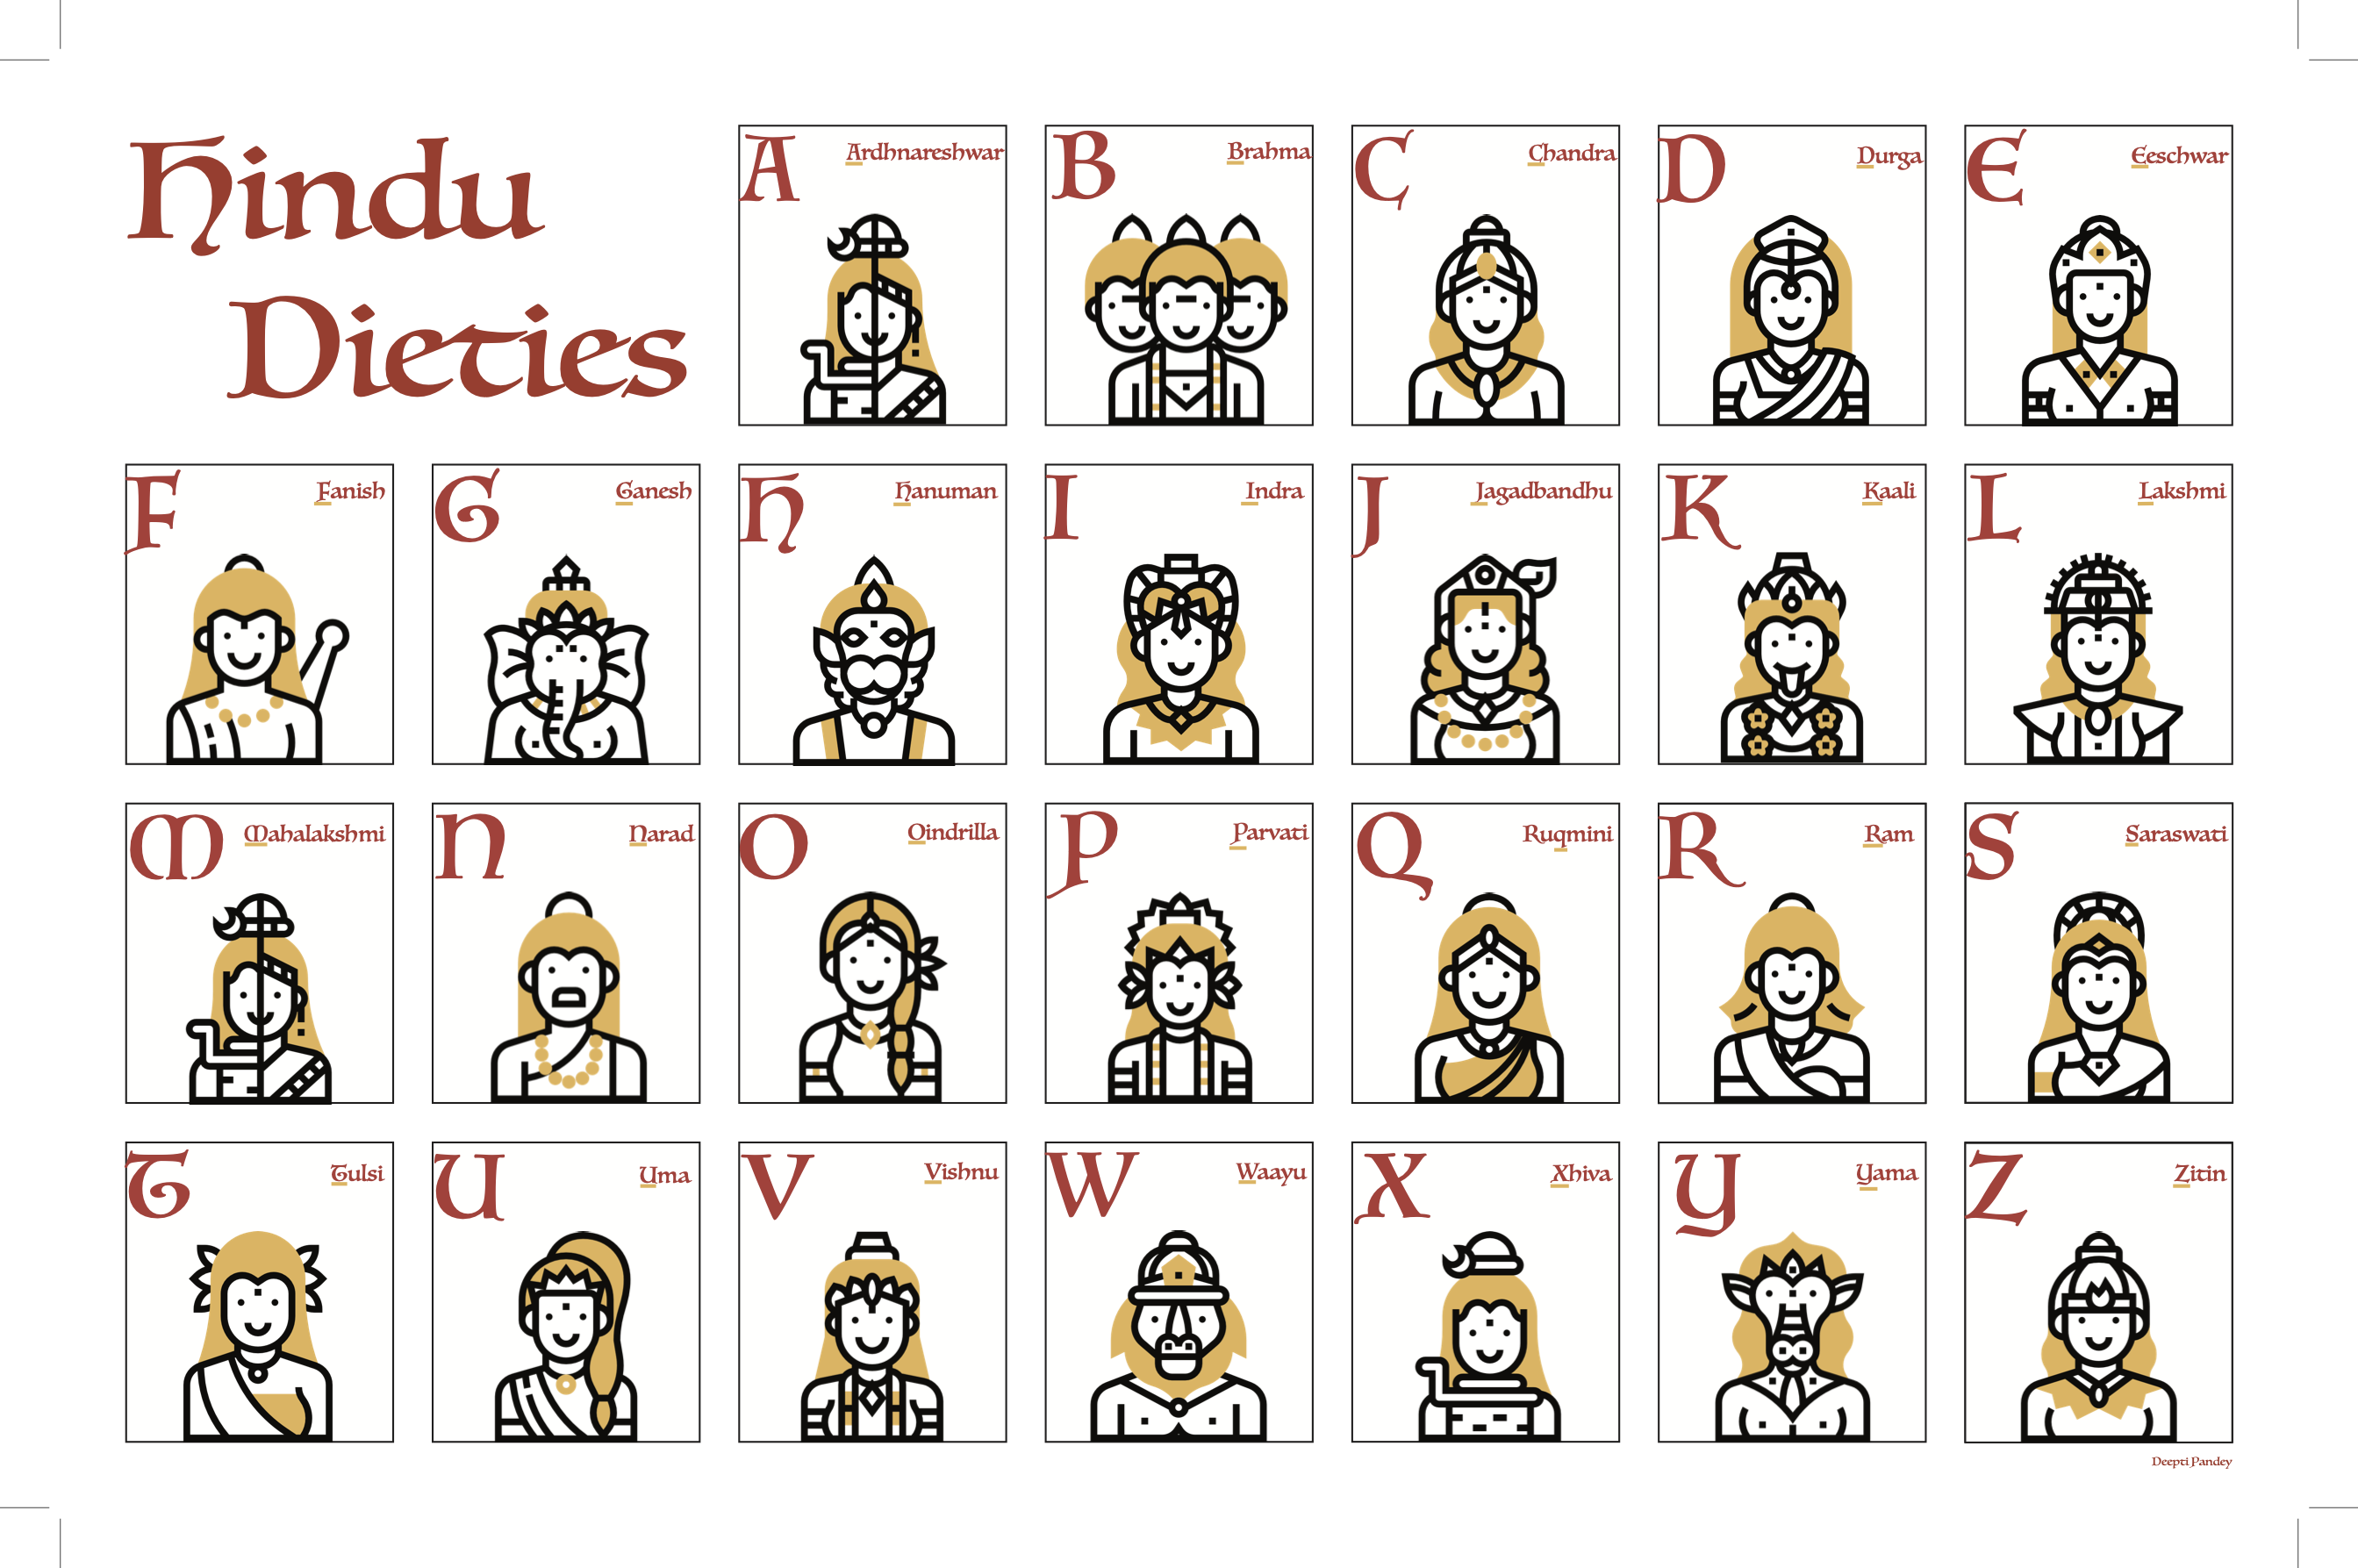 Hindu
Dieties
A
Ardhnareshwar
B
Brahma
C
Chandra
D
Durga
E
Eeschwar
F
Fanish
G
Ganesh
H
Hanuman
I
Indra
J
Jagadbandhu
K
Kaali
L
Lakshmi
M
Mahalakshmi
N
Narad
O
Oindrilla
P
Parvati
Q
Ruqmini
R
Ram
S
Saraswati
T
Tulsi
U
Uma
V
Vishnu
W
Waayu
X
Xhiva
Y
Yama
Z
Zitin
Deepti Pandey